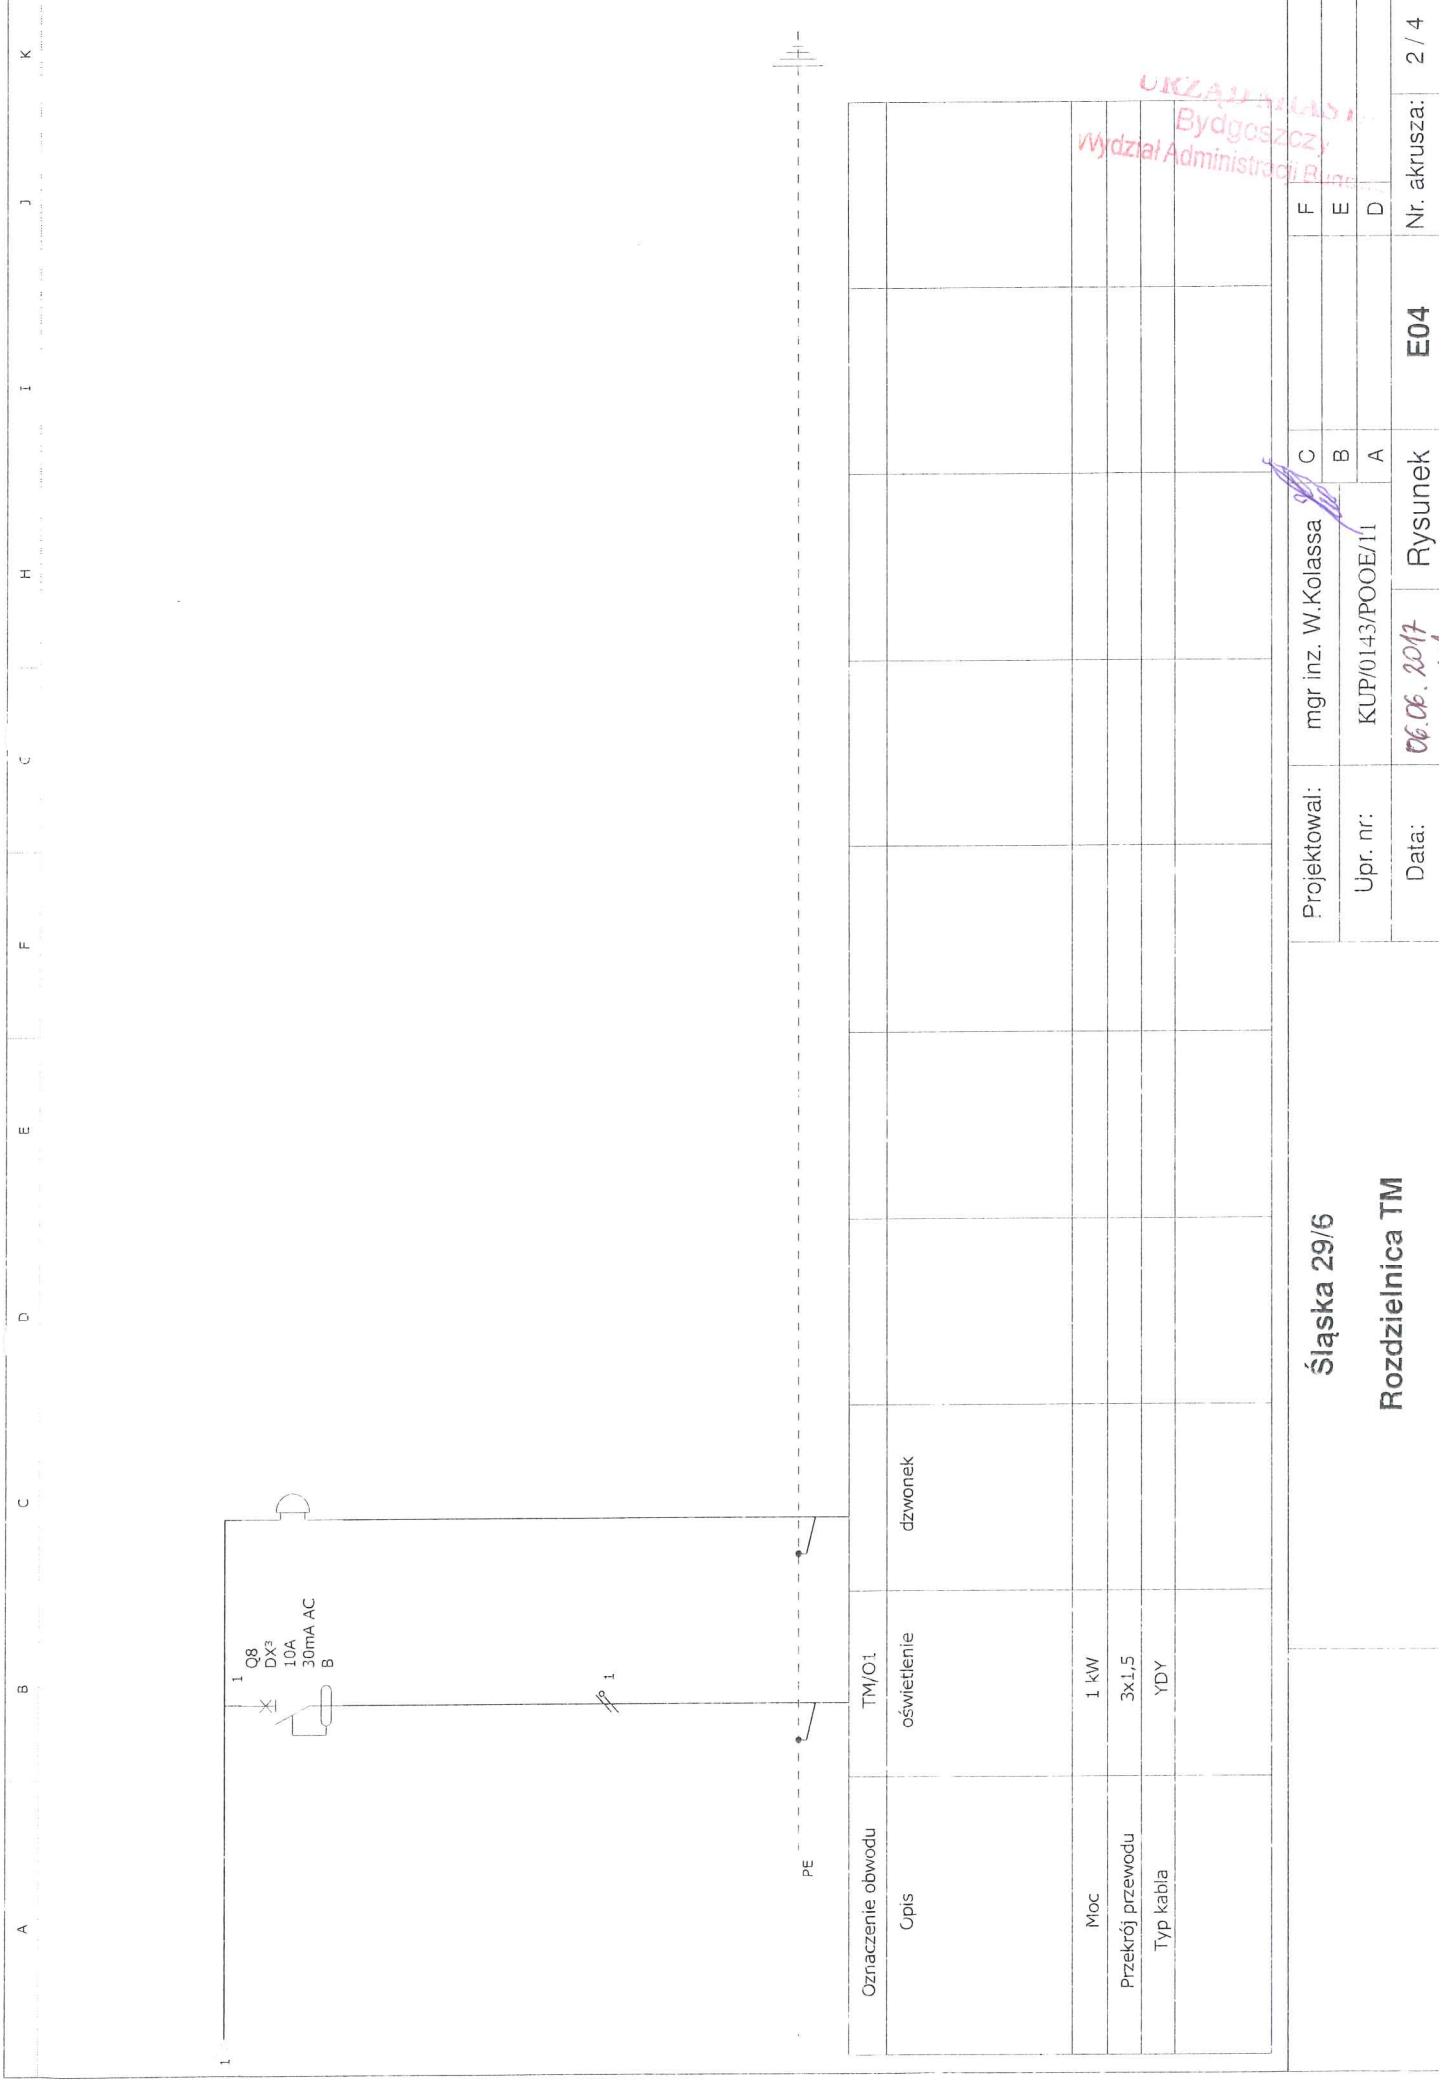 A B C D E F G H I J K
1
1
Q8
DX³
10A
30mA AC
B
1
PE
Oznaczenie obwodu TM/O1
Opis oświetlenie dzwonek
Moc 1 kW
Przekrój przewodu 3x1,5
Typ kabla YDY
Bydgoszczy
Wydział Administracji
Śląska 29/6
Rozdzielnica TM
Projektował: mgr inz. W.Kolassa
Upr. nr: KUP/0143/POOE/11
Data: 06.06.2017 Rysunek E04 Nr. akrusza: 2 / 4
C F
B E
A D